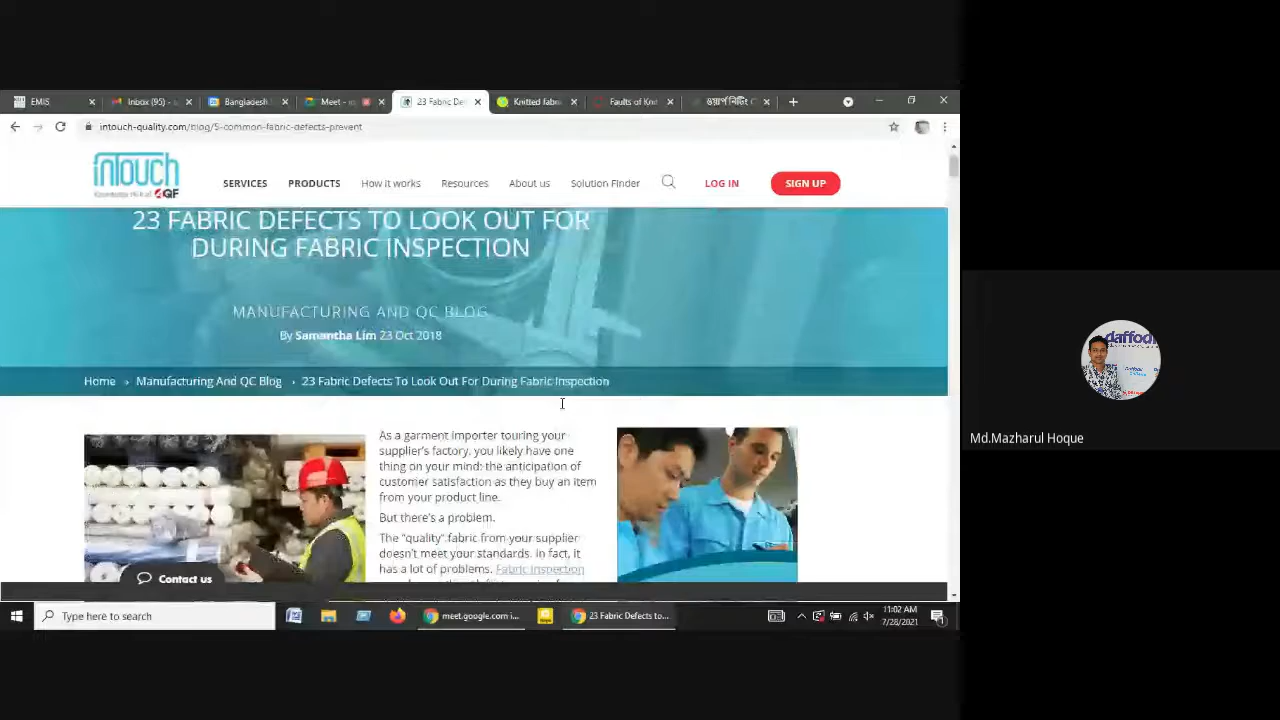 EMIS
Inbox (95) -
Bangladesh
Meet -
23 Fabric De
Knitted fabr
Faults of Knit
ওয়ার্প নিটিং
intouch-quality.com/blog/5-common-fabric-defects-prevent
inTouch
QF
SERVICES
PRODUCTS
How it works
Resources
About us
Solution Finder
LOG IN
SIGN UP
23 FABRIC DEFECTS TO LOOK OUT FOR
DURING FABRIC INSPECTION
MANUFACTURING AND QC BLOG
By Samantha Lim 23 Oct 2018
Home › Manufacturing And QC Blog › 23 Fabric Defects To Look Out For During Fabric Inspection
As a garment importer touring your
supplier's factory, you likely have one
thing on your mind: the anticipation of
customer satisfaction as they buy an item
from your product line.
But there's a problem.
The "quality" fabric from your supplier
doesn't meet your standards. In fact, it
has a lot of problems. Fabric inspection
Contact us
daffod
Md.Mazharul Hoque
Type here to search
meet.google.com i...
23 Fabric Defects to...
11:02 AM
7/28/2021